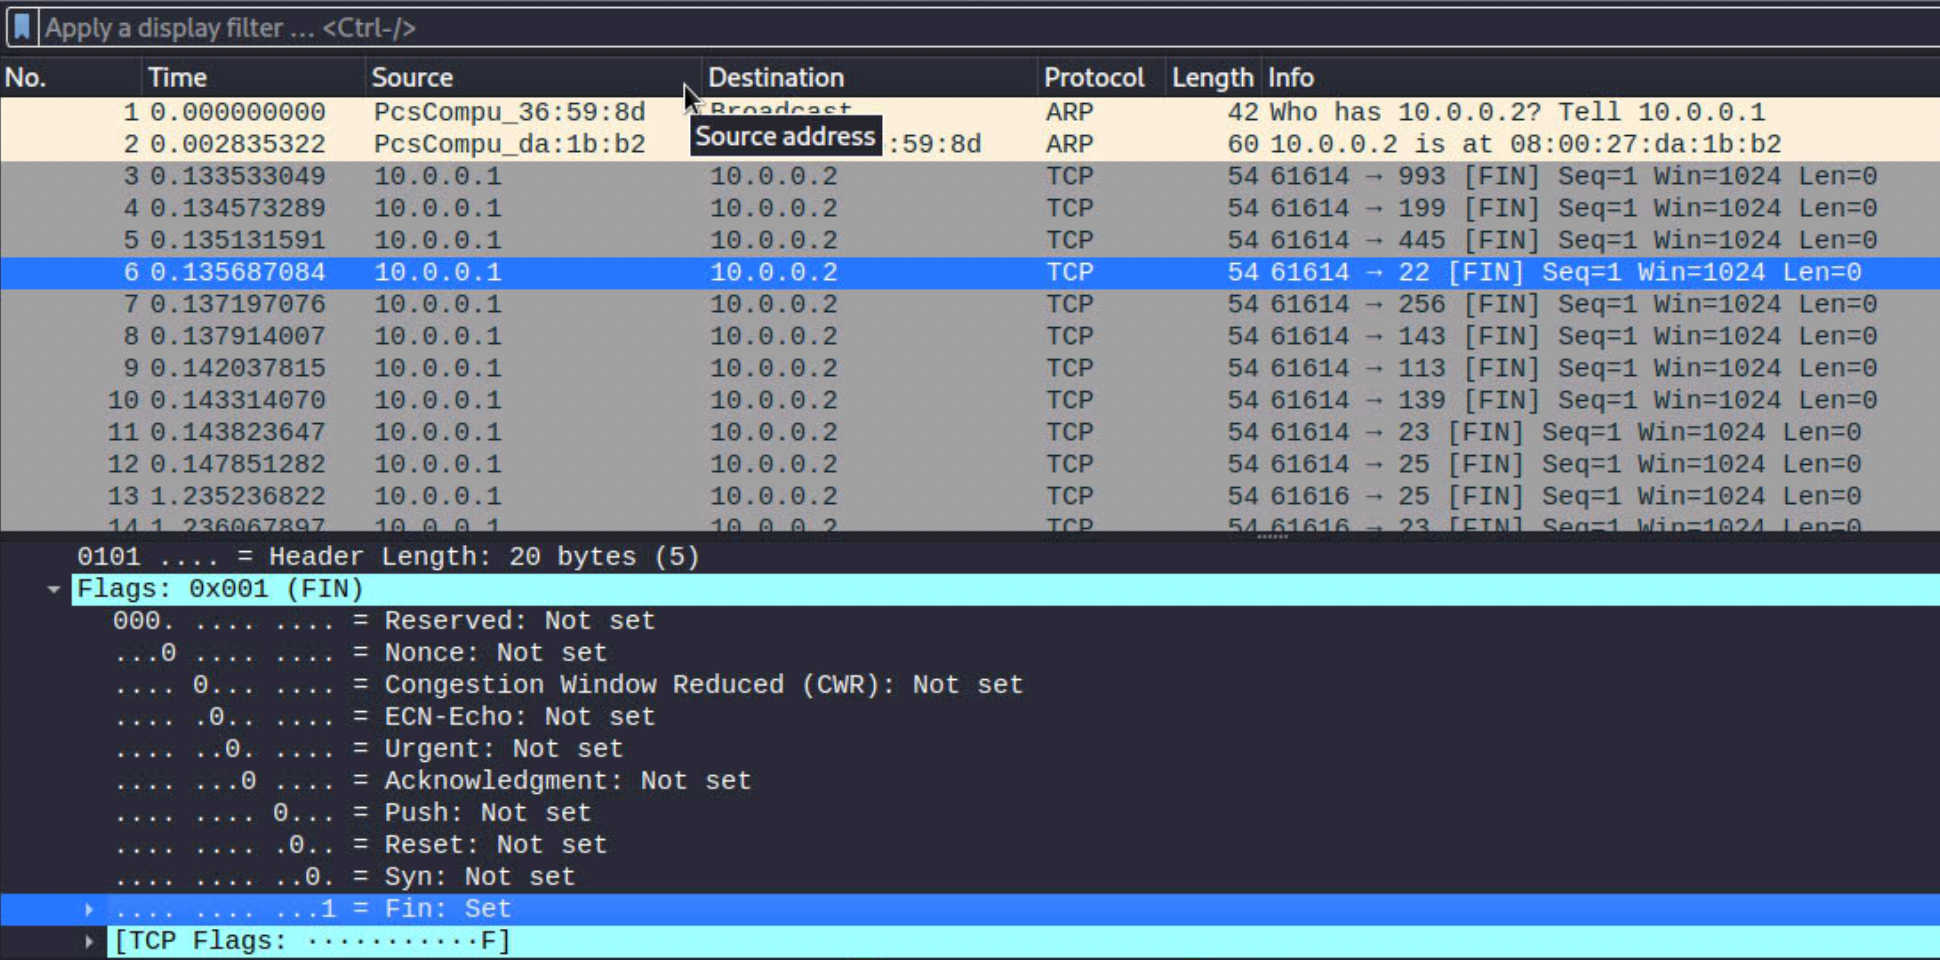 Apply a display filter ... <Ctrl-/>
No. Time Source Destination Protocol Length Info
1 0.000000000 PcsCompu_36:59:8d Broadcast ARP 42 Who has 10.0.0.2? Tell 10.0.0.1
Source address
2 0.002835322 PcsCompu_da:1b:b2 :59:8d ARP 60 10.0.0.2 is at 08:00:27:da:1b:b2
3 0.133533049 10.0.0.1 10.0.0.2 TCP 54 61614 → 993 [FIN] Seq=1 Win=1024 Len=0
4 0.134573289 10.0.0.1 10.0.0.2 TCP 54 61614 → 199 [FIN] Seq=1 Win=1024 Len=0
5 0.135131591 10.0.0.1 10.0.0.2 TCP 54 61614 → 445 [FIN] Seq=1 Win=1024 Len=0
6 0.135687084 10.0.0.1 10.0.0.2 TCP 54 61614 → 22 [FIN] Seq=1 Win=1024 Len=0
7 0.137197076 10.0.0.1 10.0.0.2 TCP 54 61614 → 256 [FIN] Seq=1 Win=1024 Len=0
8 0.137914007 10.0.0.1 10.0.0.2 TCP 54 61614 → 143 [FIN] Seq=1 Win=1024 Len=0
9 0.142037815 10.0.0.1 10.0.0.2 TCP 54 61614 → 113 [FIN] Seq=1 Win=1024 Len=0
10 0.143314070 10.0.0.1 10.0.0.2 TCP 54 61614 → 139 [FIN] Seq=1 Win=1024 Len=0
11 0.143823647 10.0.0.1 10.0.0.2 TCP 54 61614 → 23 [FIN] Seq=1 Win=1024 Len=0
12 0.147851282 10.0.0.1 10.0.0.2 TCP 54 61614 → 25 [FIN] Seq=1 Win=1024 Len=0
13 1.235236822 10.0.0.1 10.0.0.2 TCP 54 61616 → 25 [FIN] Seq=1 Win=1024 Len=0
14 1.236067897 10.0.0.1 10.0.0.2 TCP 54 61616 → 23 [FIN] Seq=1 Win=1024 Len=0
0101 .... = Header Length: 20 bytes (5)
Flags: 0x001 (FIN)
000. .... .... = Reserved: Not set
...0 .... .... = Nonce: Not set
.... 0... .... = Congestion Window Reduced (CWR): Not set
.... .0.. .... = ECN-Echo: Not set
.... ..0. .... = Urgent: Not set
.... ...0 .... = Acknowledgment: Not set
.... .... 0... = Push: Not set
.... .... .0.. = Reset: Not set
.... .... ..0. = Syn: Not set
.... .... ...1 = Fin: Set
[TCP Flags: ···········F]